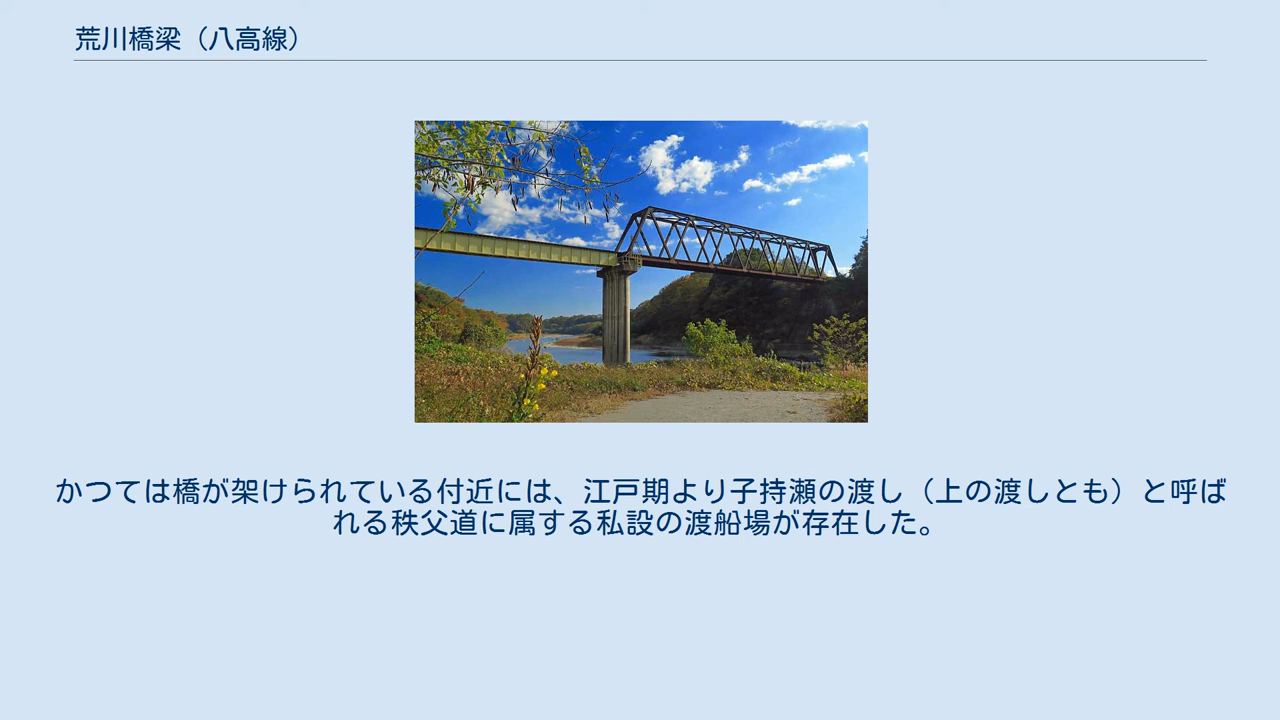 荒川橋梁（八高線）
かつては橋が架けられている付近には、江戸期より子持瀬の渡し（上の渡しとも）と呼ば
れる秩父道に属する私設の渡船場が存在した。